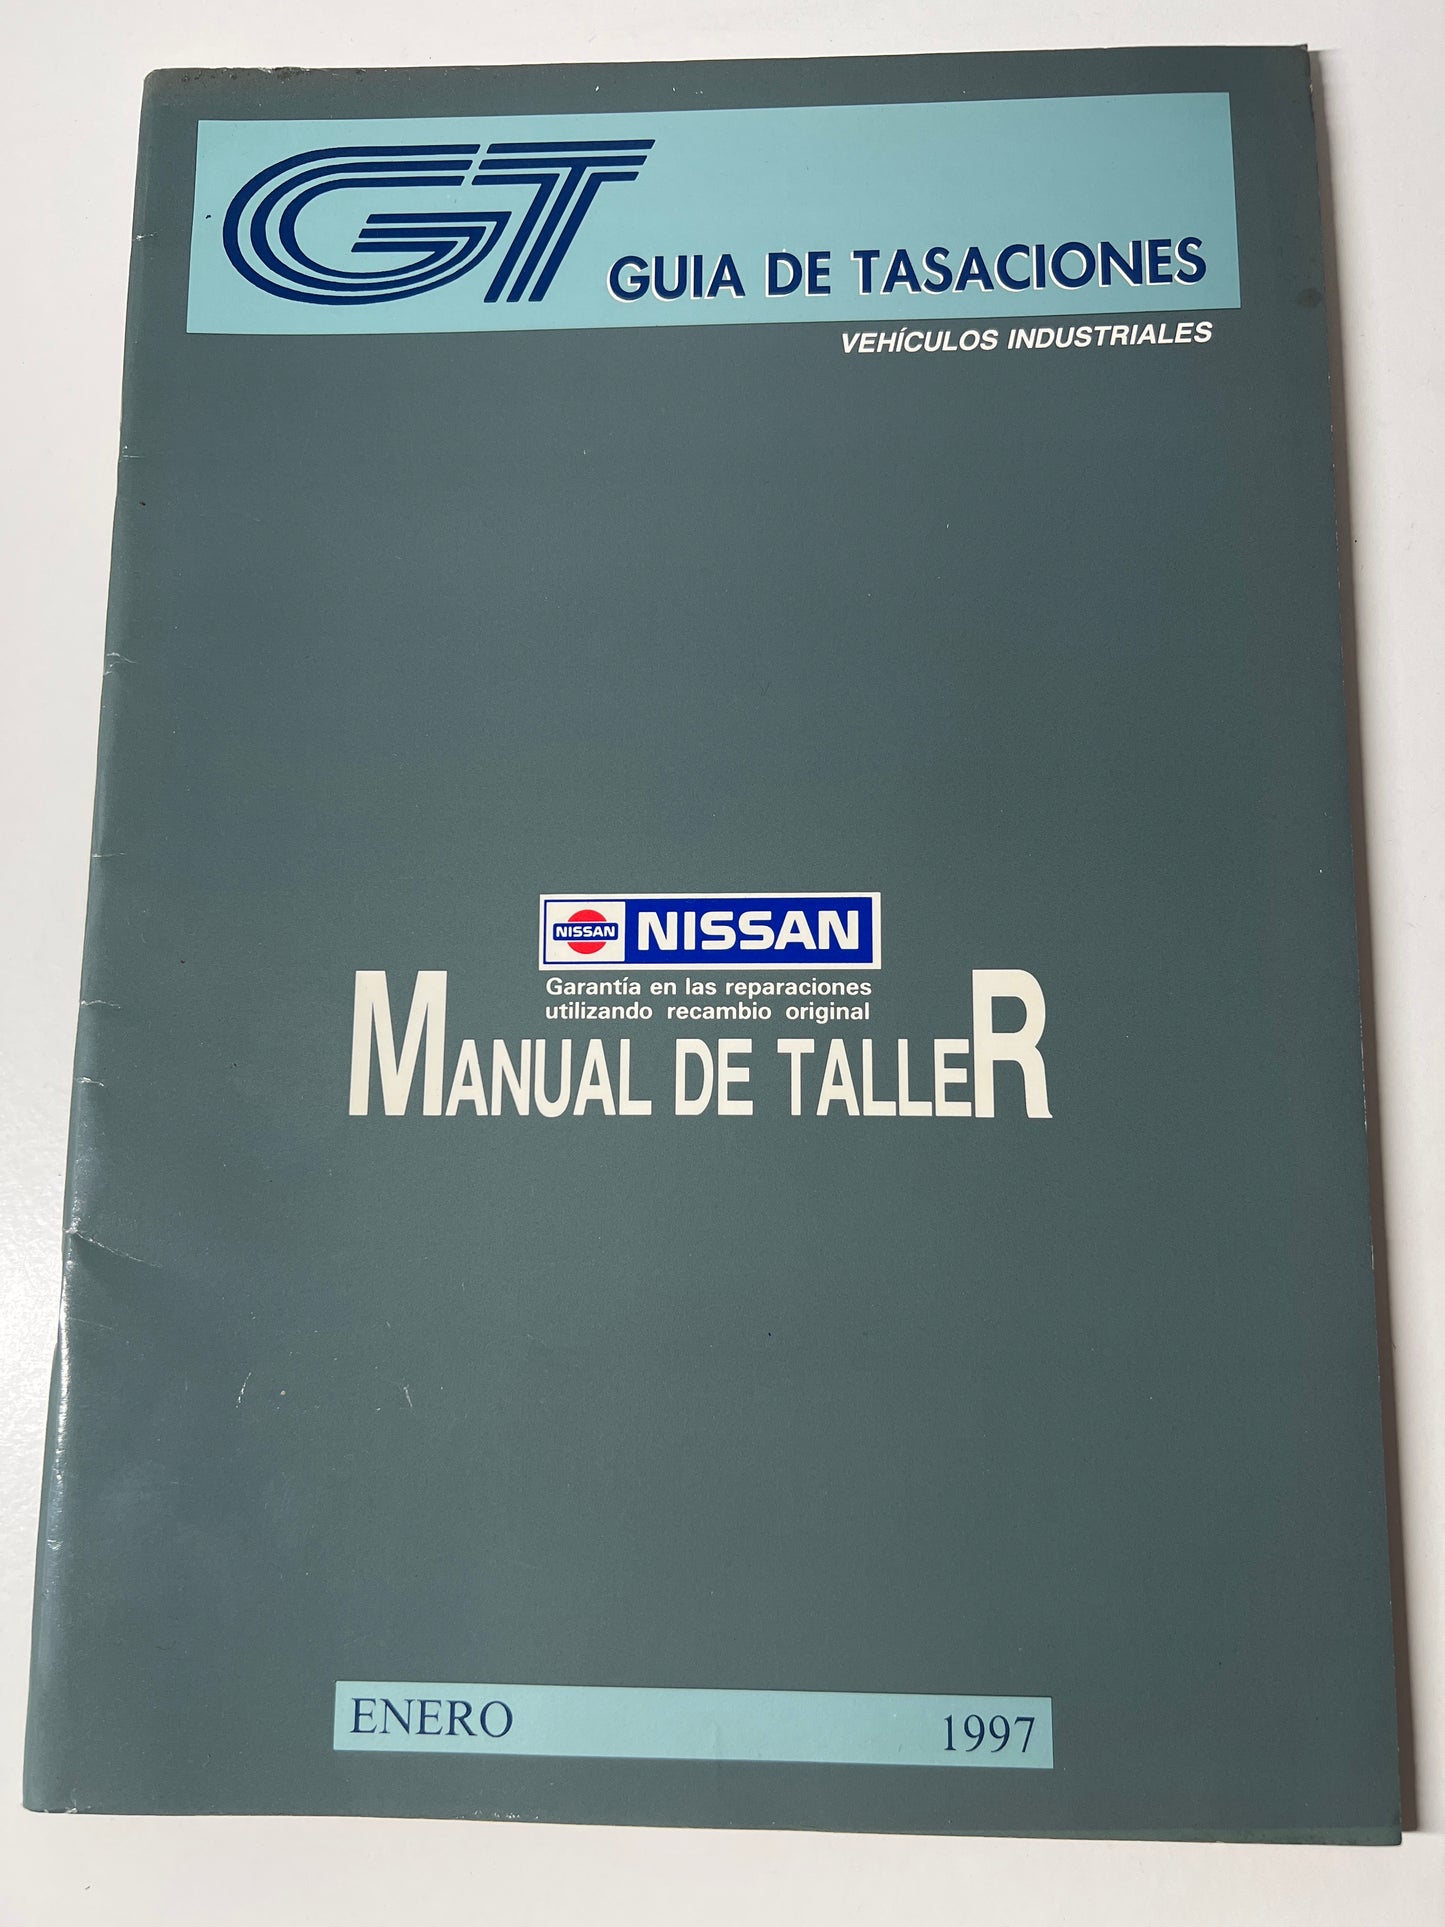 GT GUIA DE TASACIONES
VEHÍCULOS INDUSTRIALES
NISSAN NISSAN
Garantía en las reparaciones
utilizando recambio original
MANUAL DE TALLER
ENERO 1997